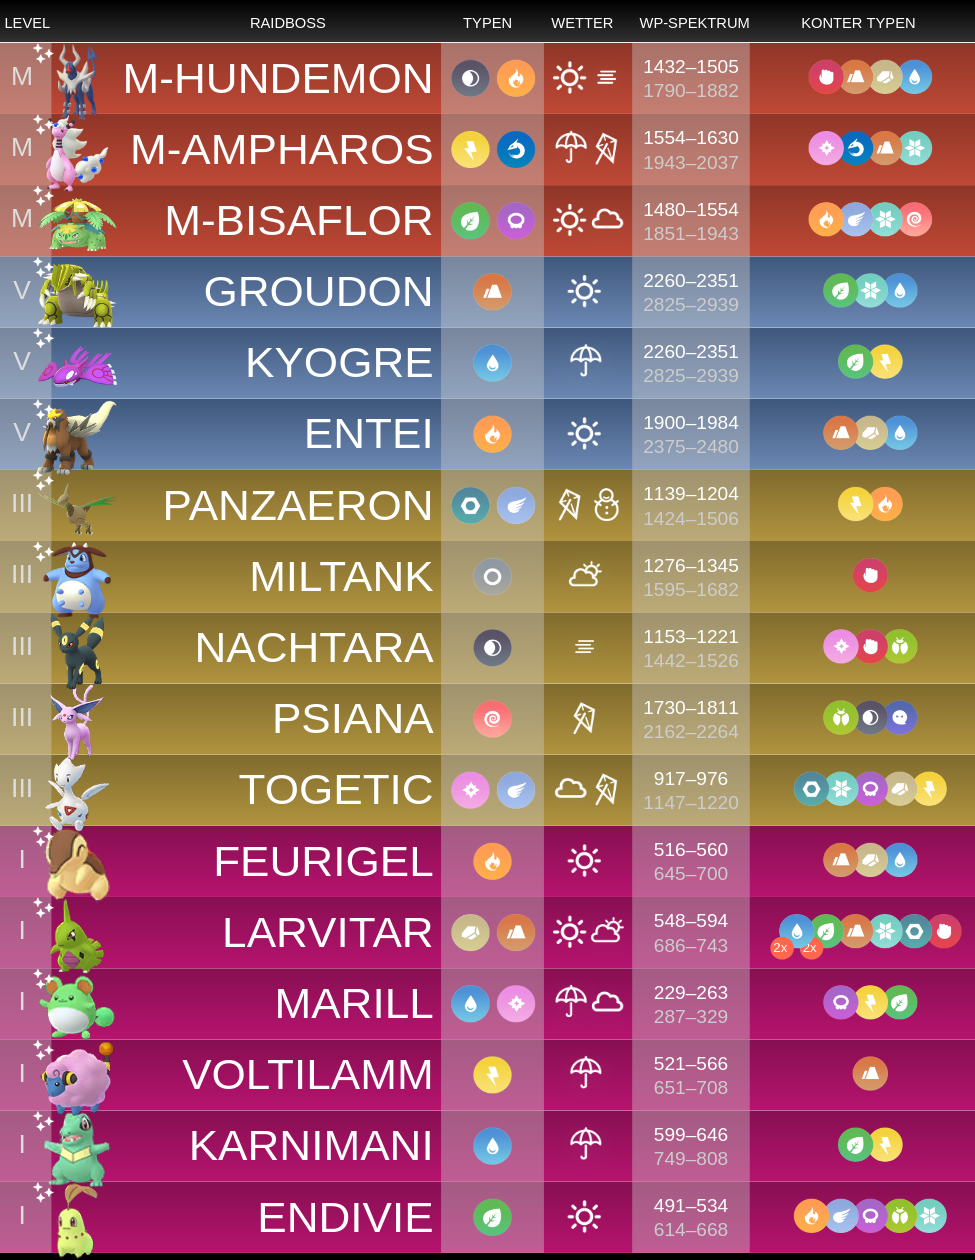 LEVEL RAIDBOSS TYPEN WETTER WP-SPEKTRUM KONTER TYPEN
M M-HUNDEMON 1432–1505
1790–1882
M M-AMPHAROS 1554–1630
1943–2037
M M-BISAFLOR 1480–1554
1851–1943
V GROUDON 2260–2351
2825–2939
V KYOGRE 2260–2351
2825–2939
V ENTEI 1900–1984
2375–2480
III PANZAERON 1139–1204
1424–1506
III MILTANK 1276–1345
1595–1682
III NACHTARA 1153–1221
1442–1526
III PSIANA 1730–1811
2162–2264
III TOGETIC 917–976
1147–1220
I FEURIGEL 516–560
645–700
I LARVITAR 548–594
686–743 2x 2x
I MARILL 229–263
287–329
I VOLTILAMM 521–566
651–708
I KARNIMANI 599–646
749–808
I ENDIVIE 491–534
614–668